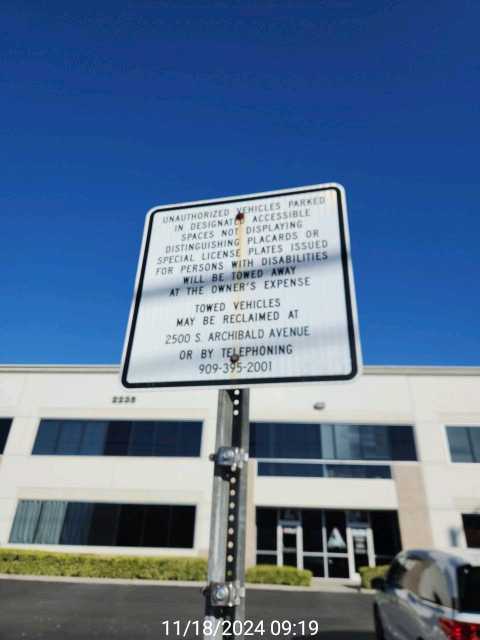 UNAUTHORIZED VEHICLES PARKED
IN DESIGNATED ACCESSIBLE
SPACES NOT DISPLAYING
DISTINGUISHING PLACARDS OR
SPECIAL LICENSE PLATES ISSUED
FOR PERSONS WITH DISABILITIES
WILL BE TOWED AWAY
AT THE OWNER'S EXPENSE
TOWED VEHICLES
MAY BE RECLAIMED AT
2500 S. ARCHIBALD AVENUE
OR BY TELEPHONING
909-395-2001
2235
11/18/2024 09:19